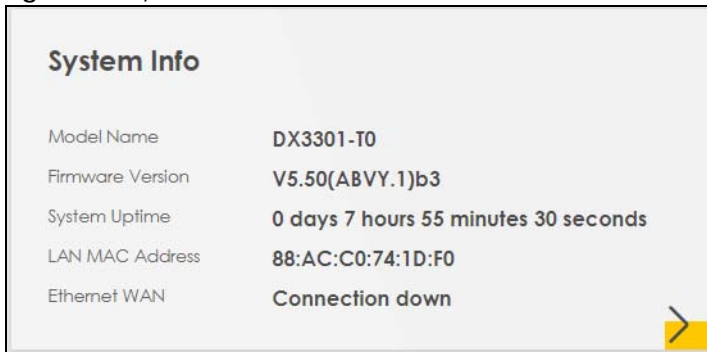 System Info
Model Name DX3301-T0
Firmware Version V5.50(ABVY.1)b3
System Uptime 0 days 7 hours 55 minutes 30 seconds
LAN MAC Address 88:AC:C0:74:1D:F0
Ethernet WAN Connection down